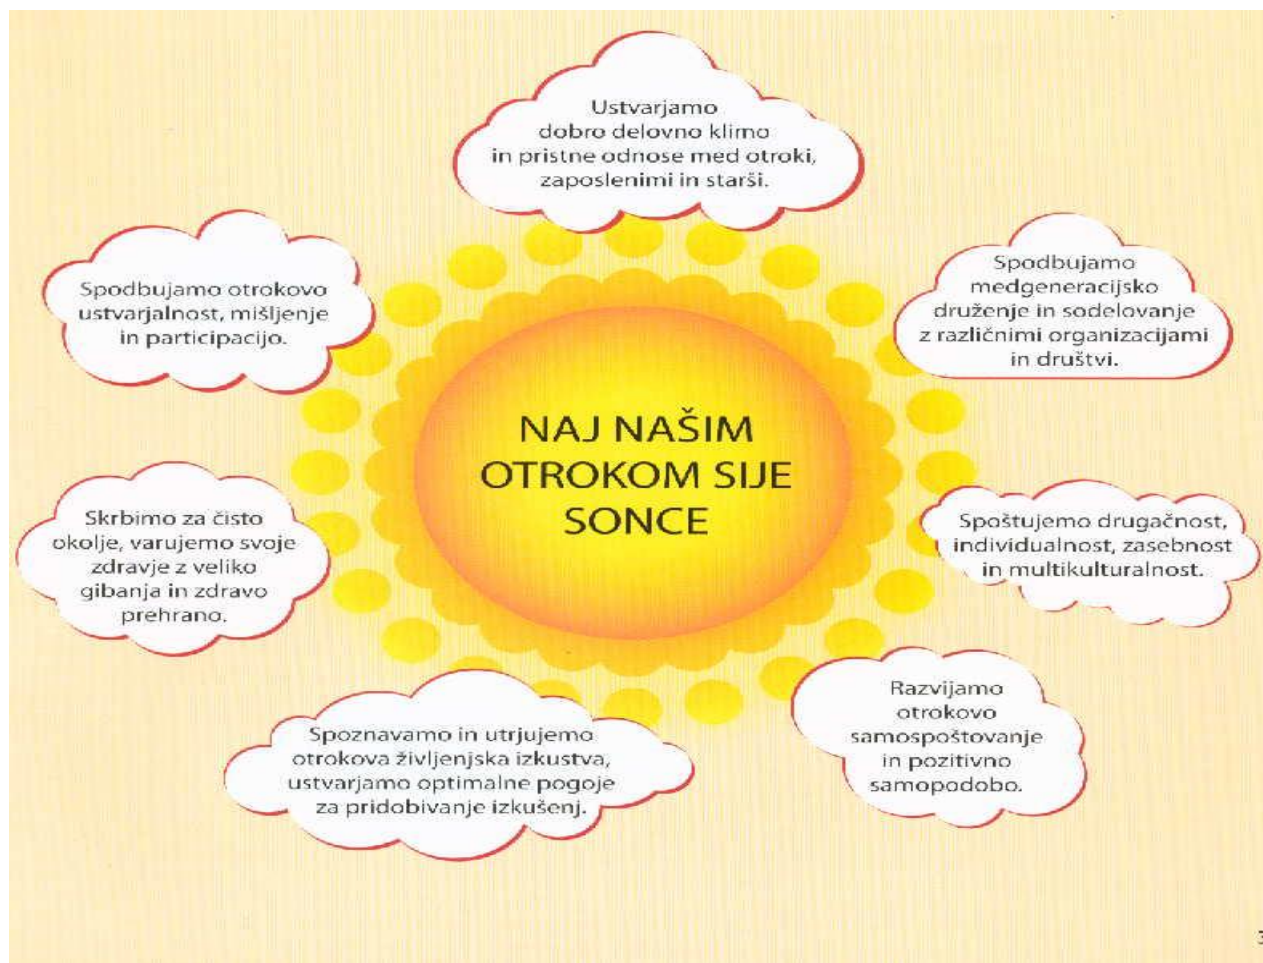 Ustvarjamo
dobro delovno klimo
in pristne odnose med otroki,
zaposlenimi in starši.
Spodbujamo otrokovo
ustvarjalnost, mišljenje
in participacijo.
Spodbujamo
medgeneracijsko
druženje in sodelovanje
z različnimi organizacijami
in društvi.
NAJ NAŠIM
OTROKOM SIJE
SONCE
Skrbimo za čisto
okolje, varujemo svoje
zdravje z veliko
gibanja in zdravo
prehrano.
Spoštujemo drugačnost,
individualnost, zasebnost
in multikulturalnost.
Spoznavamo in utrjujemo
otrokova življenjska izkustva,
ustvarjamo optimalne pogoje
za pridobivanje izkušenj.
Razvijamo
otrokovo
samospoštovanje
in pozitivno
samopodobo.
3